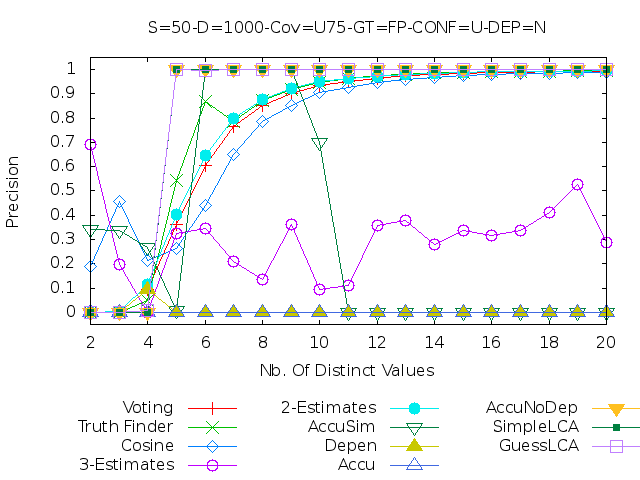 S=50-D=1000-Cov=U75-GT=FP-CONF=U-DEP=N
1
0.9
0.8
0.7
0.6
0.5
0.4
0.3
0.2
0.1
0
Precision
2 4 6 8 10 12 14 16 18 20
Nb. Of Distinct Values
Voting 2-Estimates AccuNoDep
Truth Finder AccuSim SimpleLCA
Cosine Depen GuessLCA
3-Estimates Accu